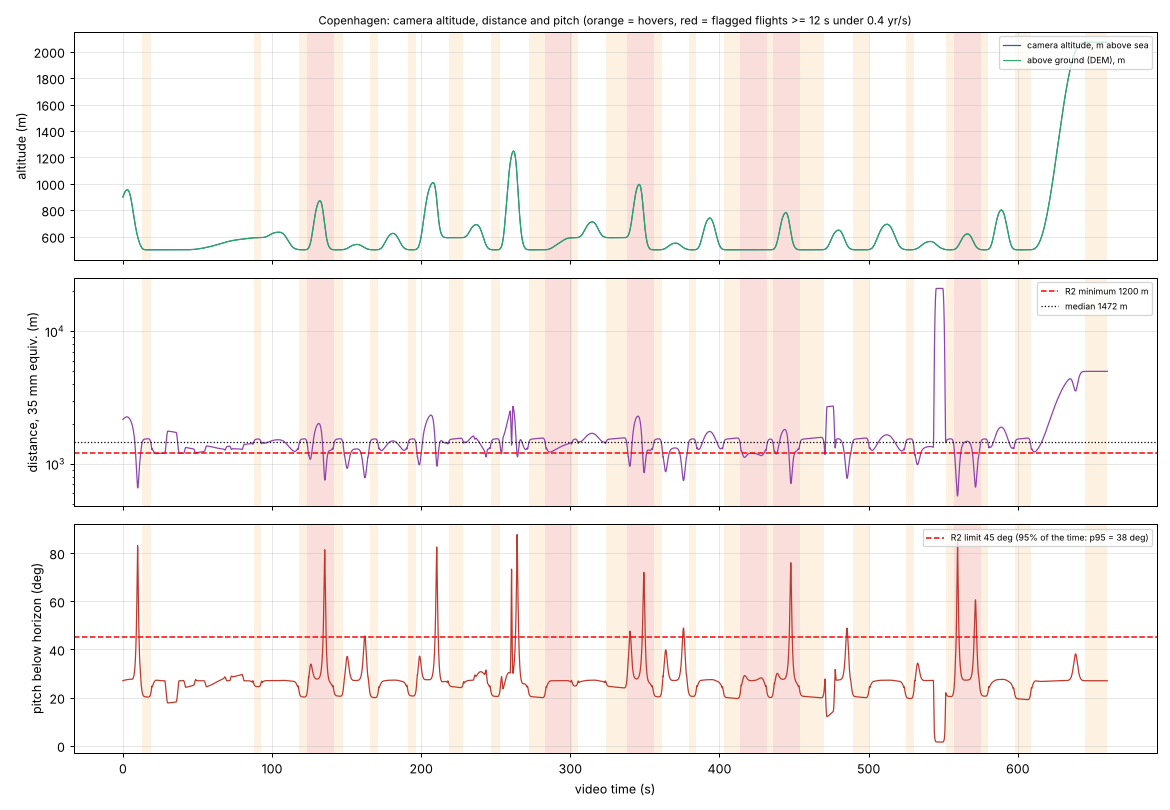 Copenhagen: camera altitude, distance and pitch (orange = hovers, red = flagged flights >= 12 s under 0.4 yr/s)
altitude (m)
2000
1800
1600
1400
1200
1000
800
600
camera altitude, m above sea
above ground (DEM), m
distance, 35 mm equiv. (m)
10^4
10^3
R2 minimum 1200 m
median 1472 m
pitch below horizon (deg)
80
60
40
20
0
R2 limit 45 deg (95% of the time: p95 = 38 deg)
0 100 200 300 400 500 600
video time (s)